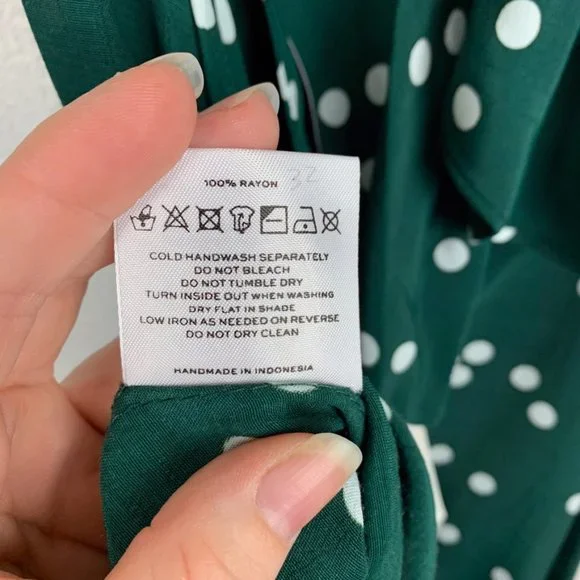 100% RAYON
32
COLD HANDWASH SEPARATELY
DO NOT BLEACH
DO NOT TUMBLE DRY
TURN INSIDE OUT WHEN WASHING
DRY FLAT IN SHADE
LOW IRON AS NEEDED ON REVERSE
DO NOT DRY CLEAN
HANDMADE IN INDONESIA